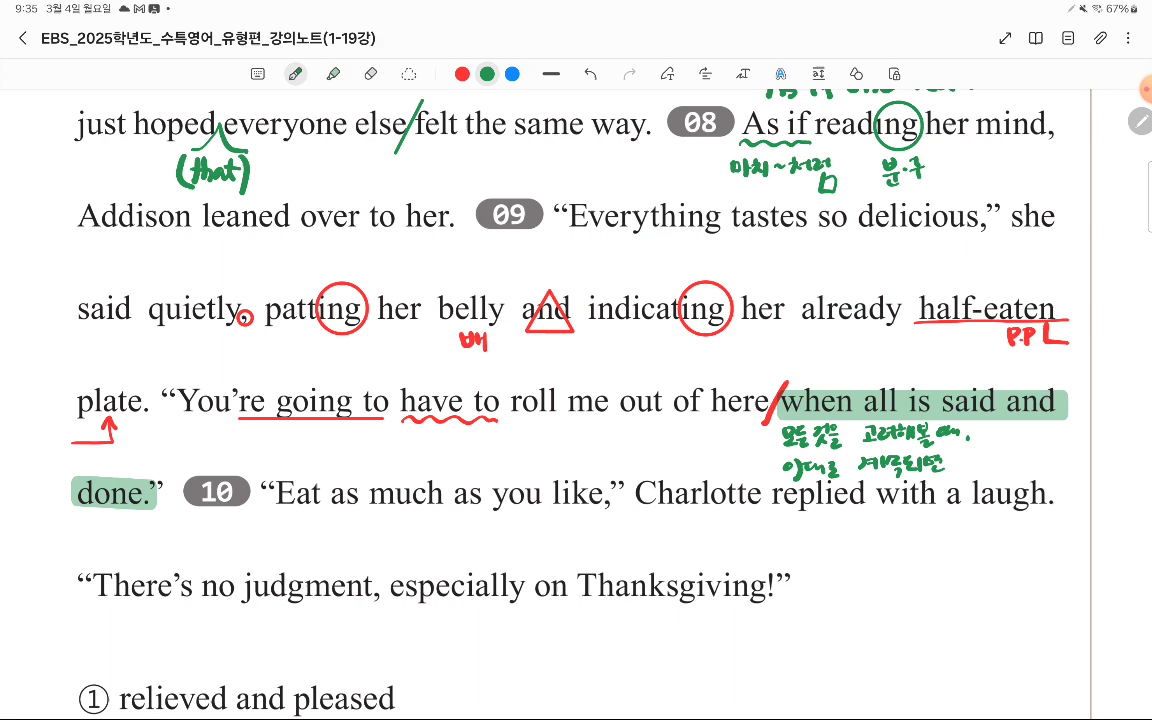 9:35 3월 4일 월요일
67%
EBS_2025학년도_수특영어_유형편_강의노트(1-19강)
just hoped everyone else felt the same way. 08 As if reading her mind,
(that) 마치~처럼 분·구
Addison leaned over to her. 09 “Everything tastes so delicious,” she
said quietly, patting her belly and indicating her already half-eaten
배 P.P
plate. “You’re going to have to roll me out of here when all is said and
모든 것을 고려해볼 때.
이대로 계속되면
done.” 10 “Eat as much as you like,” Charlotte replied with a laugh.
“There’s no judgment, especially on Thanksgiving!”
① relieved and pleased